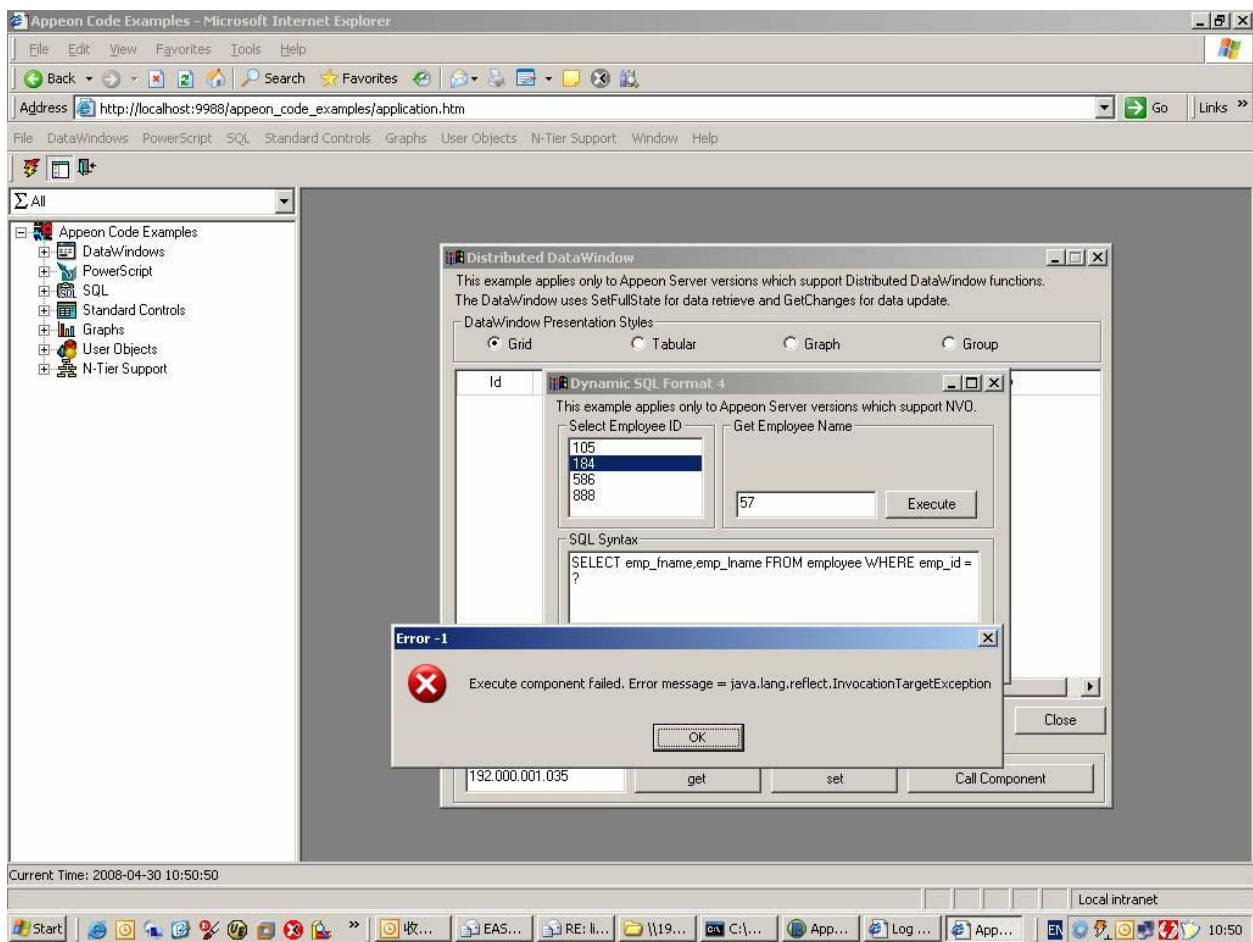 Appeon Code Examples - Microsoft Internet Explorer
File Edit View Favorites Tools Help
Back Search Favorites
Address http://localhost:9988/appeon_code_examples/application.htm Go Links »
File DataWindows PowerScript SQL Standard Controls Graphs User Objects N-Tier Support Window Help
Σ All
Appeon Code Examples
DataWindows
PowerScript
SQL
Standard Controls
Graphs
User Objects
N-Tier Support
Distributed DataWindow
This example applies only to Appeon Server versions which support Distributed DataWindow functions.
The DataWindow uses SetFullState for data retrieve and GetChanges for data update.
DataWindow Presentation Styles
Grid Tabular Graph Group
Id
Dynamic SQL Format 4
This example applies only to Appeon Server versions which support NVO.
Select Employee ID Get Employee Name
105
184
586
888
57 Execute
SQL Syntax
SELECT emp_fname,emp_lname FROM employee WHERE emp_id =
?
Error -1
Execute component failed. Error message = java.lang.reflect.InvocationTargetException
OK
Close
192.000.001.035 get set Call Component
Current Time: 2008-04-30 10:50:50
Local intranet
Start » 收... EAS... RE: li... \\19... C:\... App... Log ... App... EN 10:50